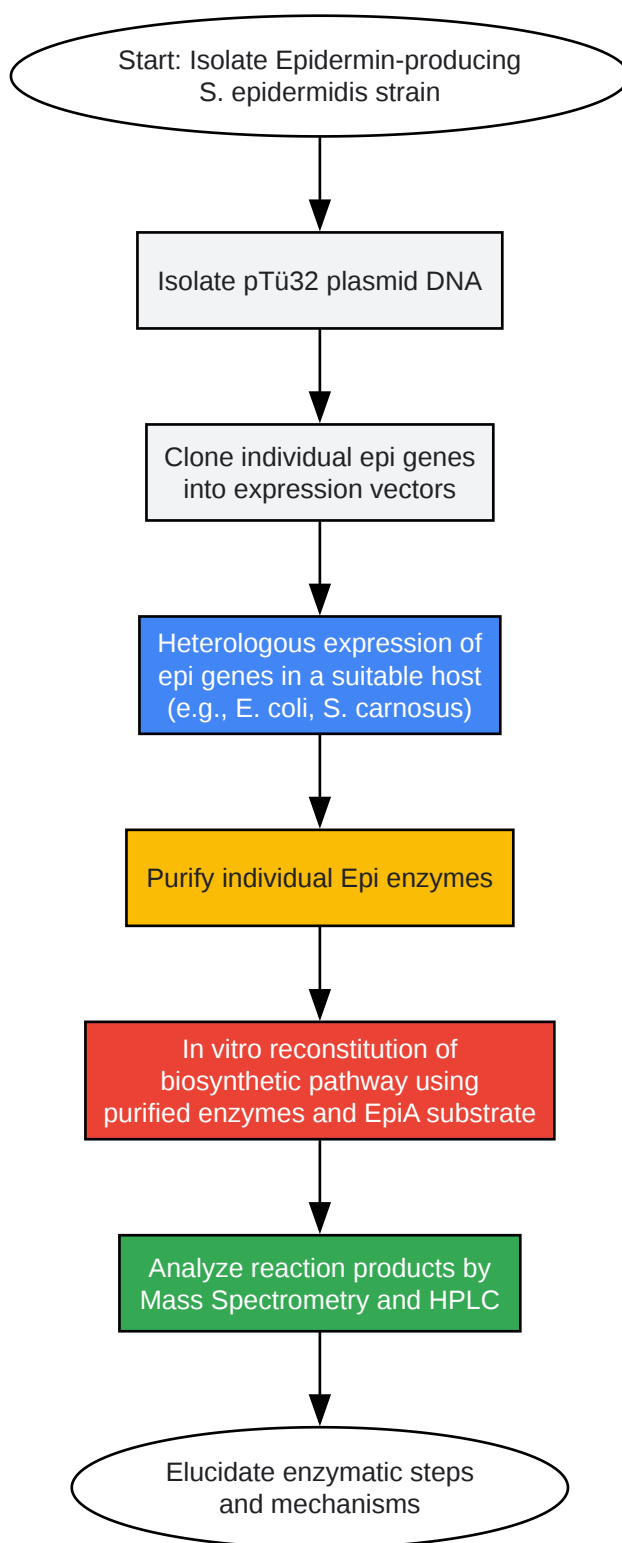 Start: Isolate Epidermin-producing
S. epidermidis strain
Isolate pTü32 plasmid DNA
Clone individual epi genes
into expression vectors
Heterologous expression of
epi genes in a suitable host
(e.g., E. coli, S. carnosus)
Purify individual Epi enzymes
In vitro reconstitution of
biosynthetic pathway using
purified enzymes and EpiA substrate
Analyze reaction products by
Mass Spectrometry and HPLC
Elucidate enzymatic steps
and mechanisms